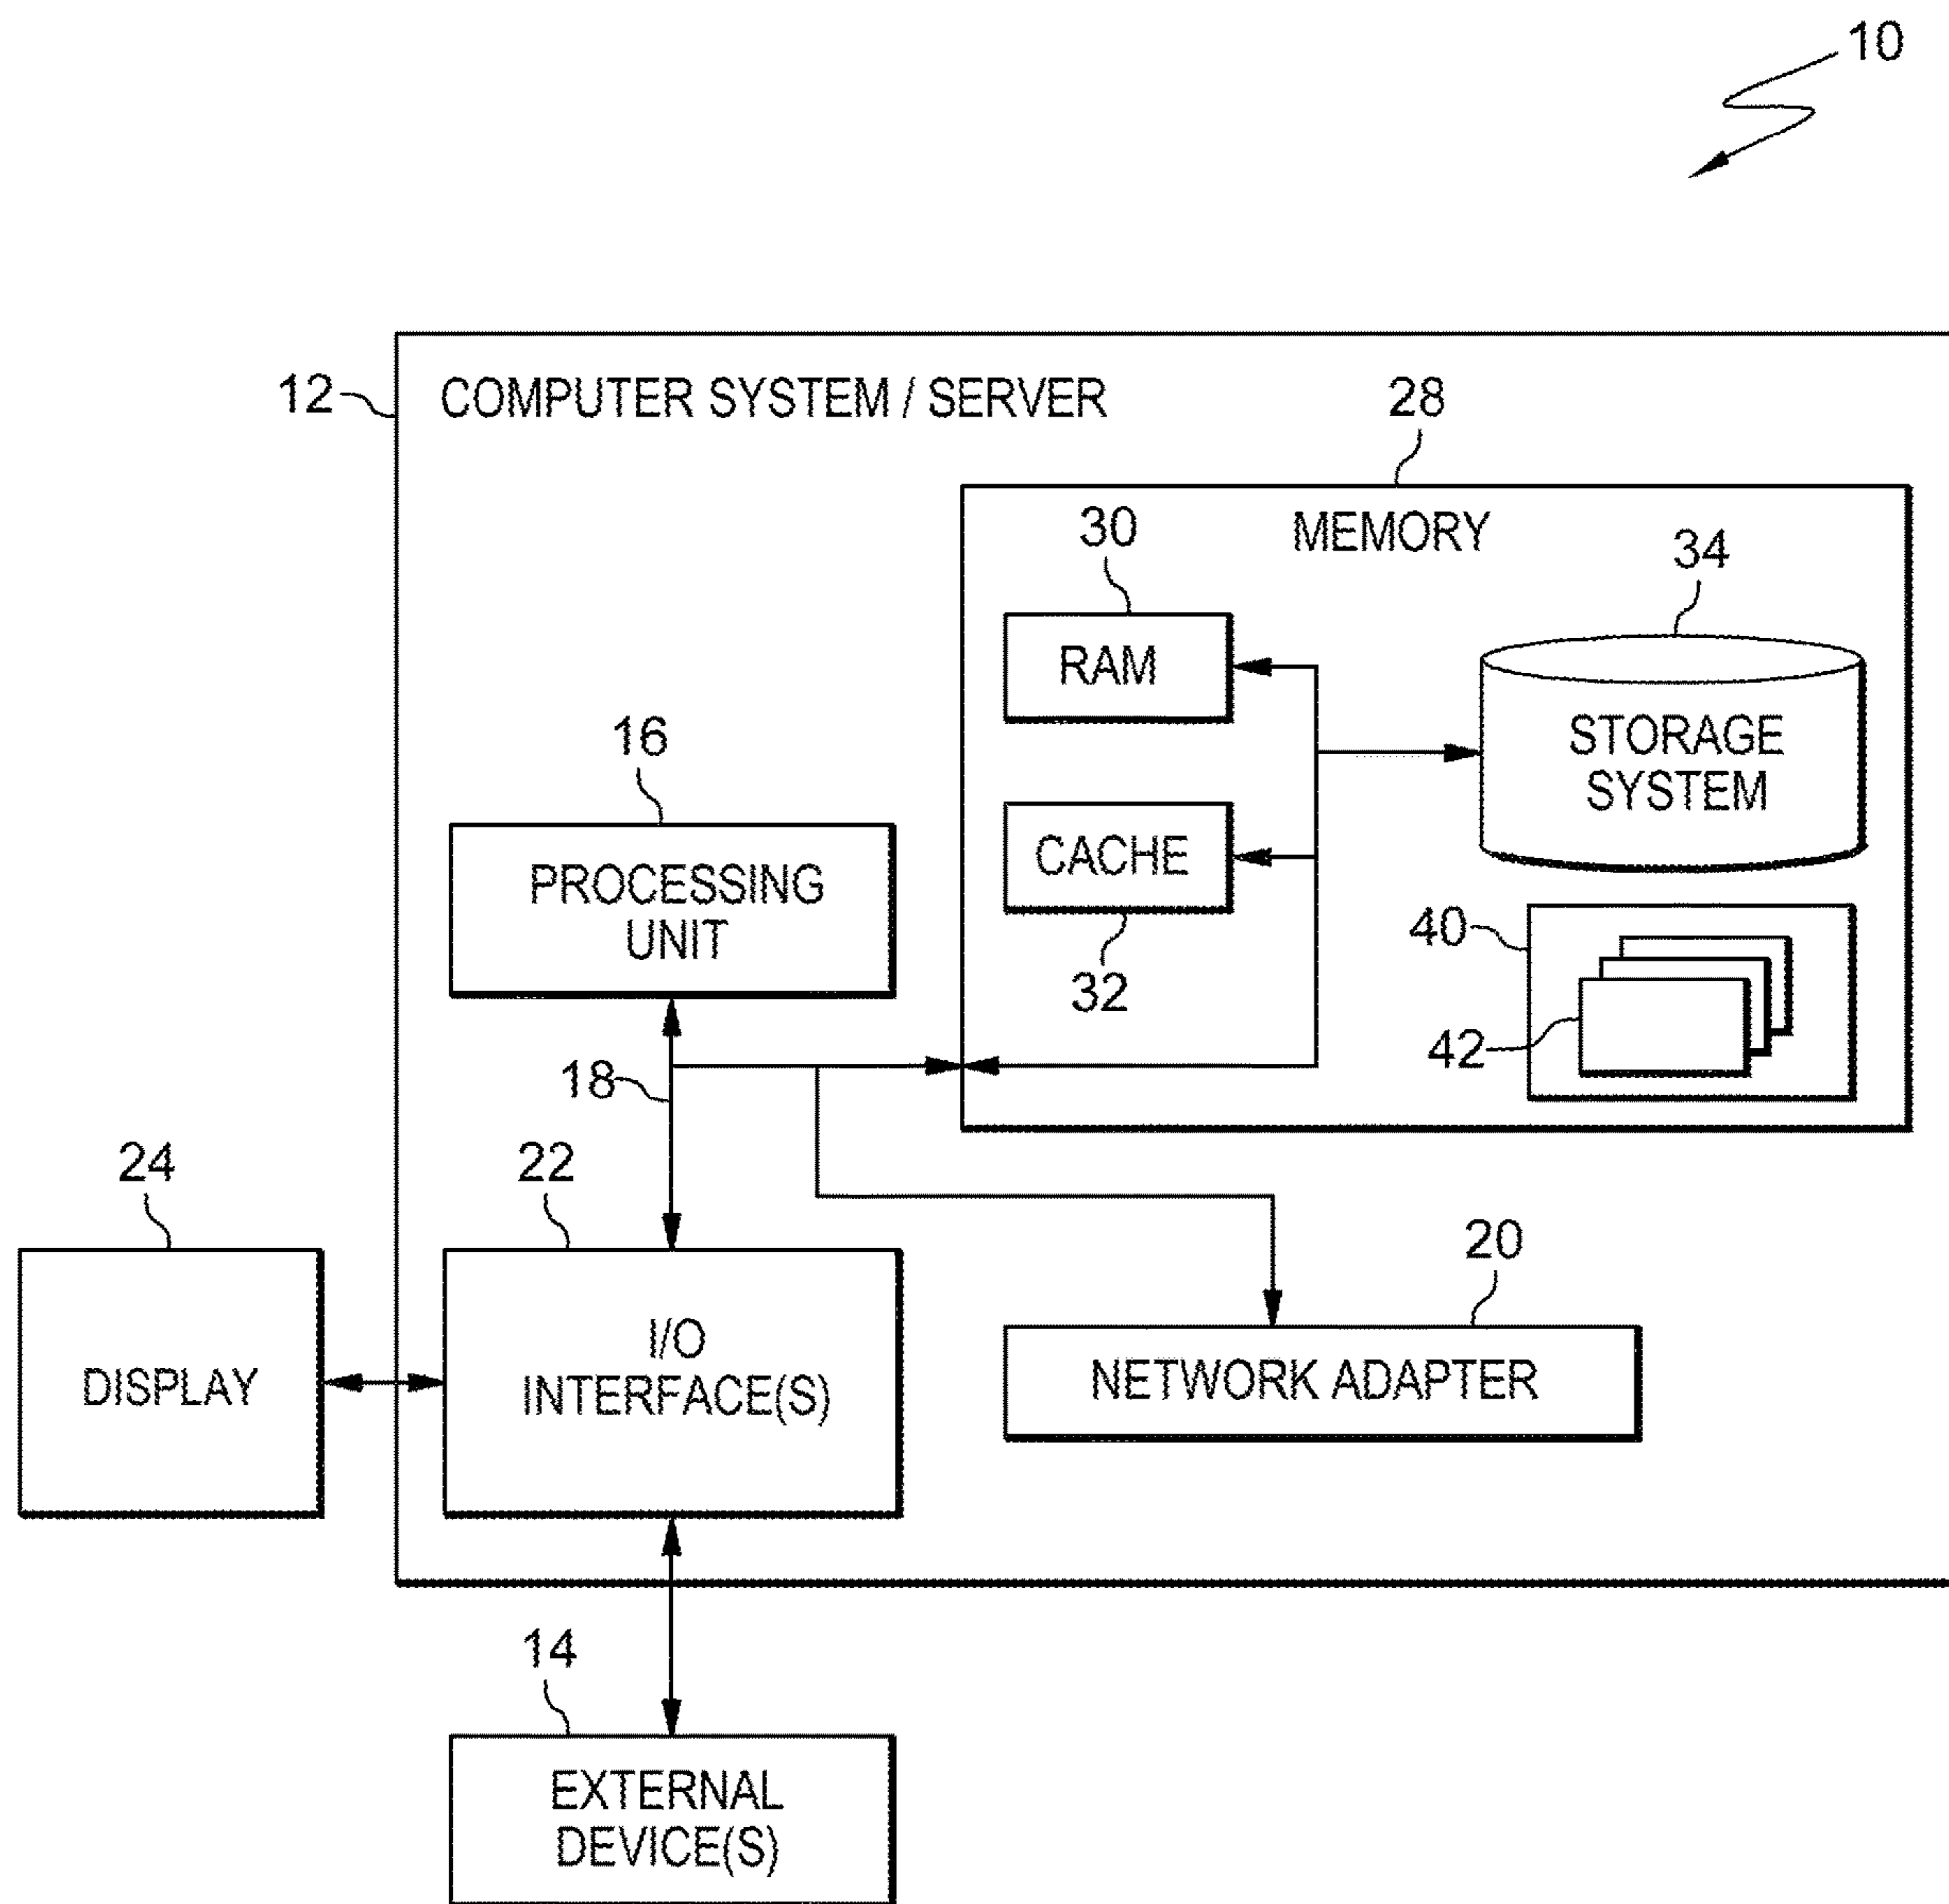 10
12
COMPUTER SYSTEM / SERVER
28
MEMORY
30
34
RAM
STORAGE
SYSTEM
16
CACHE
PROCESSING
UNIT
32
40
42
18
24
22
20
DISPLAY
I/O
INTERFACE(S)
NETWORK ADAPTER
14
EXTERNAL
DEVICE(S)